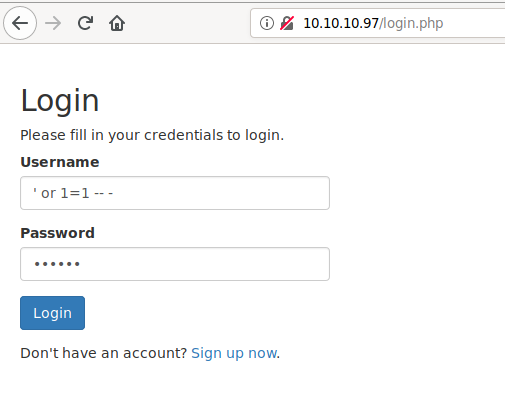 10.10.10.97/login.php
Login
Please fill in your credentials to login.
Username
' or 1=1 -- -
Password
••••••
Login
Don't have an account? Sign up now.